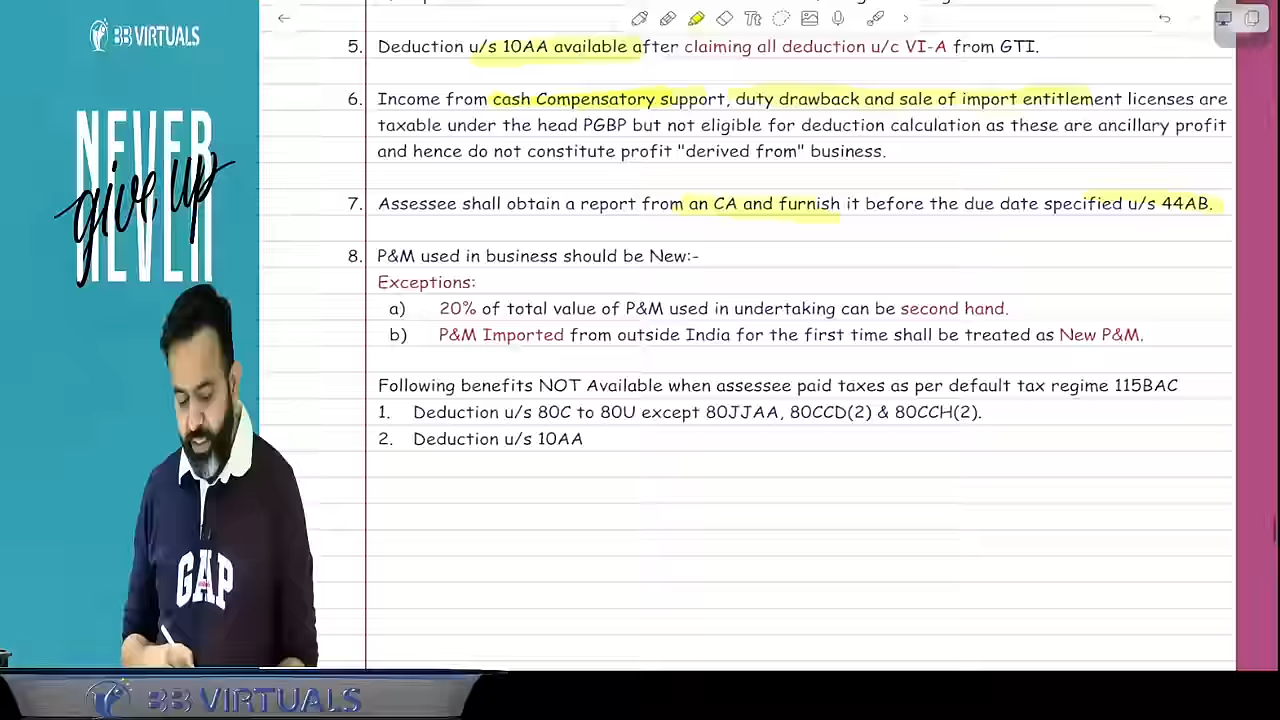 BB VIRTUALS
NEVER
give up
NEVER
5. Deduction u/s 10AA available after claiming all deduction u/c VI-A from GTI.
6. Income from cash Compensatory support, duty drawback and sale of import entitlement licenses are
taxable under the head PGBP but not eligible for deduction calculation as these are ancillary profit
and hence do not constitute profit "derived from" business.
7. Assessee shall obtain a report from an CA and furnish it before the due date specified u/s 44AB.
8. P&M used in business should be New:-
Exceptions:
a) 20% of total value of P&M used in undertaking can be second hand.
b) P&M Imported from outside India for the first time shall be treated as New P&M.
Following benefits NOT Available when assessee paid taxes as per default tax regime 115BAC
1. Deduction u/s 80C to 80U except 80JJAA, 80CCD(2) & 80CCH(2).
2. Deduction u/s 10AA
GAP
BB VIRTUALS